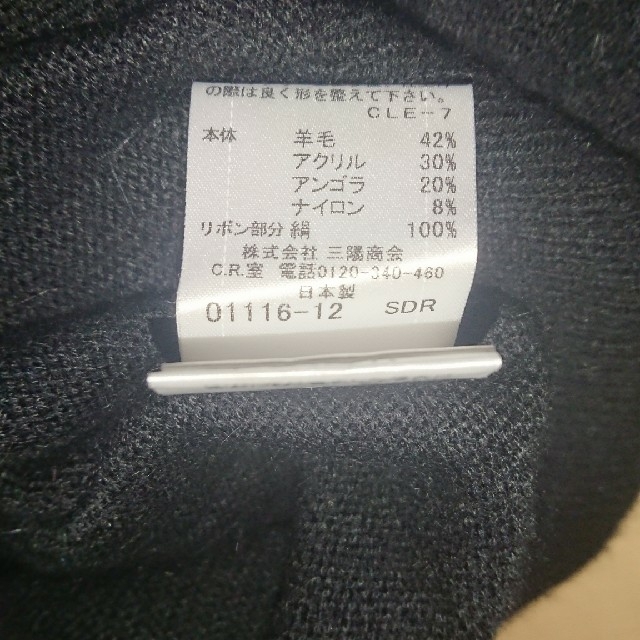 の際は良く形を整えて下さい。
CLE-7
本体 羊毛 42%
アクリル 30%
アンゴラ 20%
ナイロン 8%
リボン部分 絹 100%
株式会社 三陽商会
C.R.室 電話0120-340-460
日本製
01116-12 SDR